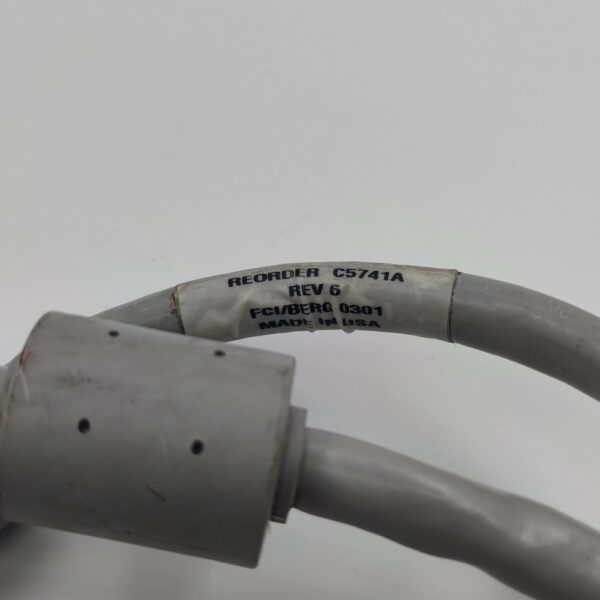 REORDER C5741A
REV 6
FCI/BERG 0301
MADE IN USA